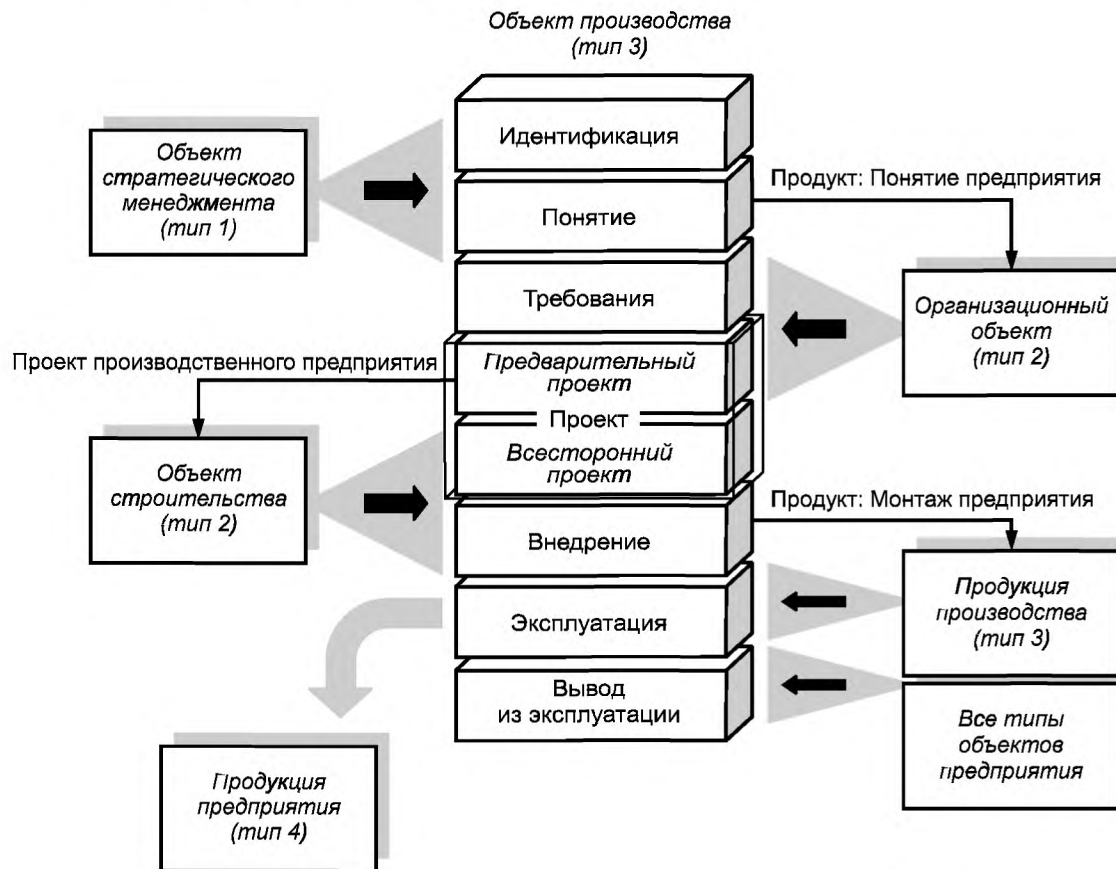 Объект производства
(тип 3)
Идентификация
Объект
стратегического
менеджмента
(тип 1)
Понятие
Продукт: Понятие предприятия
Требования
Организационный
объект
(тип 2)
Проект производственного предприятия
Предварительный
проект
Проект
Всесторонний
проект
Объект
строительства
(тип 2)
Продукт: Монтаж предприятия
Внедрение
Продукция
производства
(тип 3)
Эксплуатация
Вывод
из эксплуатации
Все типы
объектов
предприятия
Продукция
предприятия
(тип 4)